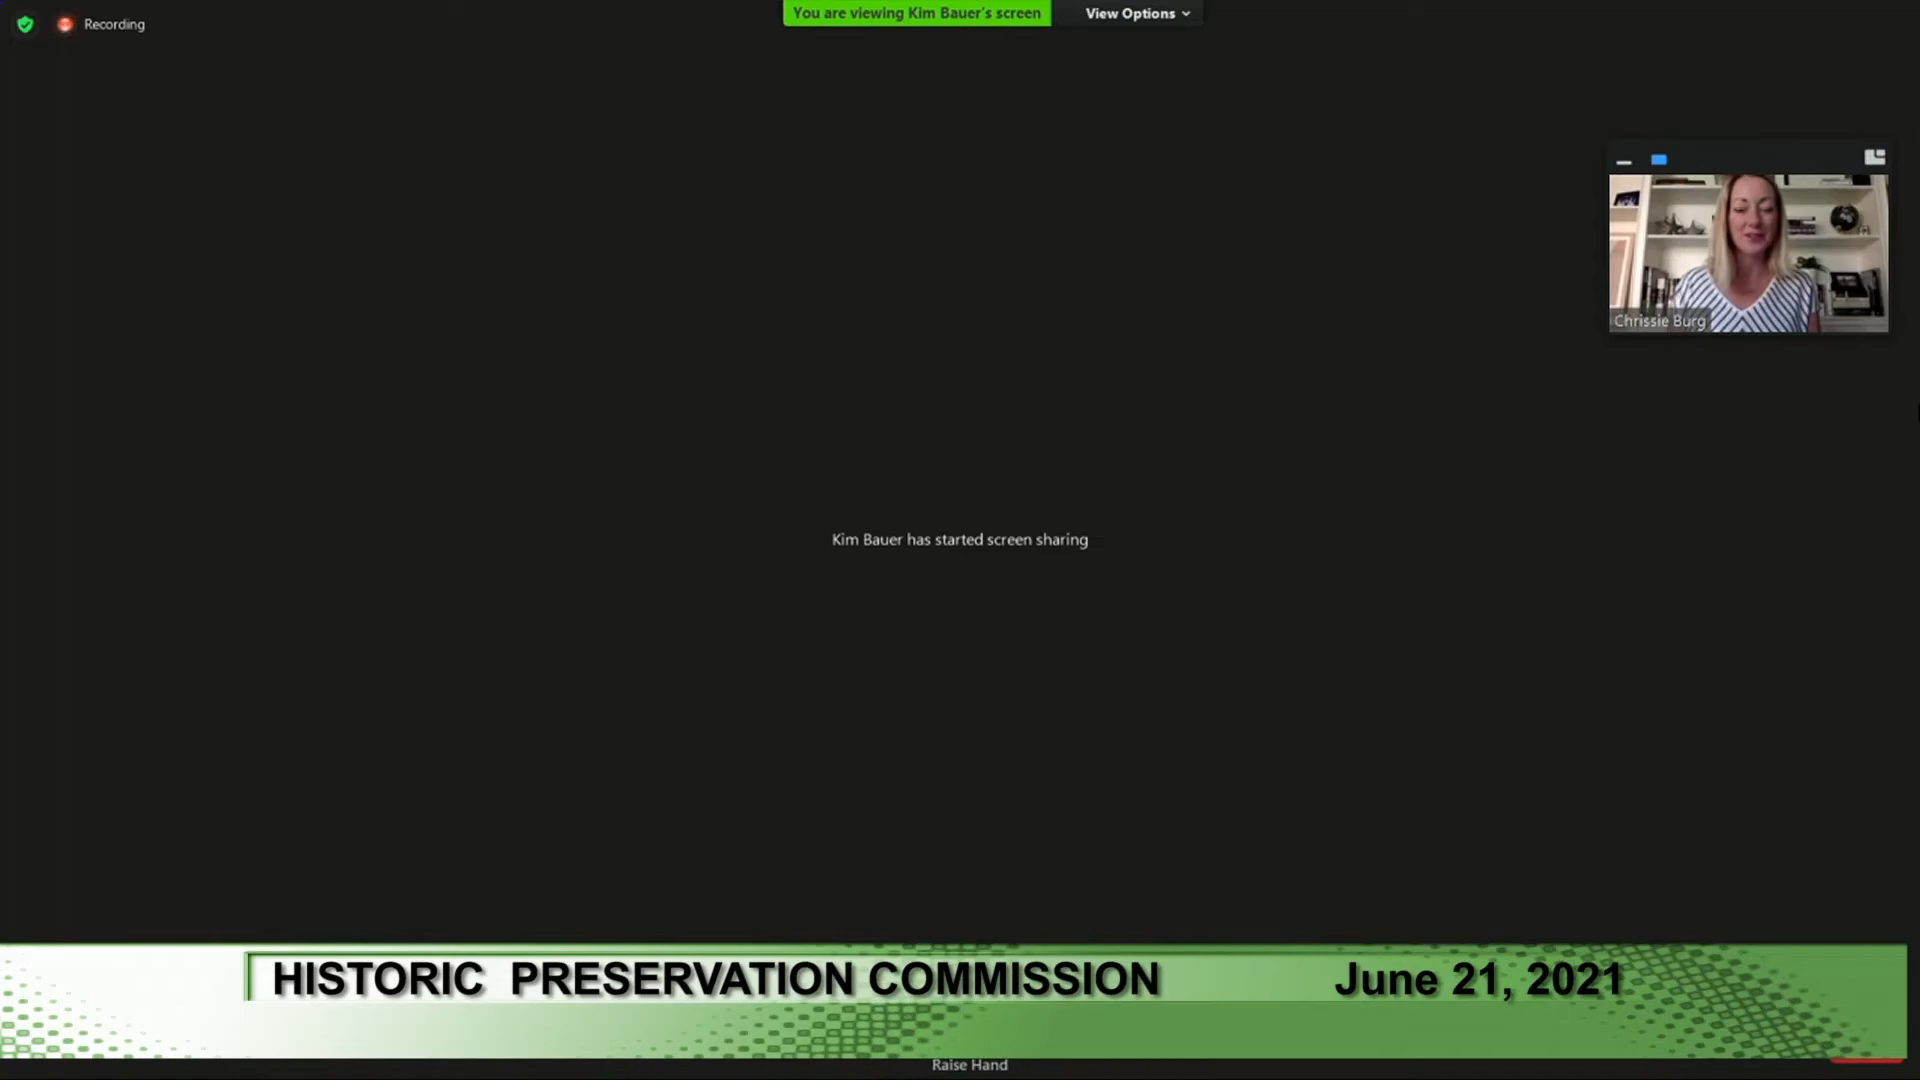 Recording
You are viewing Kim Bauer's screen
View Options
Chrissie Burg
Kim Bauer has started screen sharing
HISTORIC PRESERVATION COMMISSION
June 21, 2021
Raise Hand